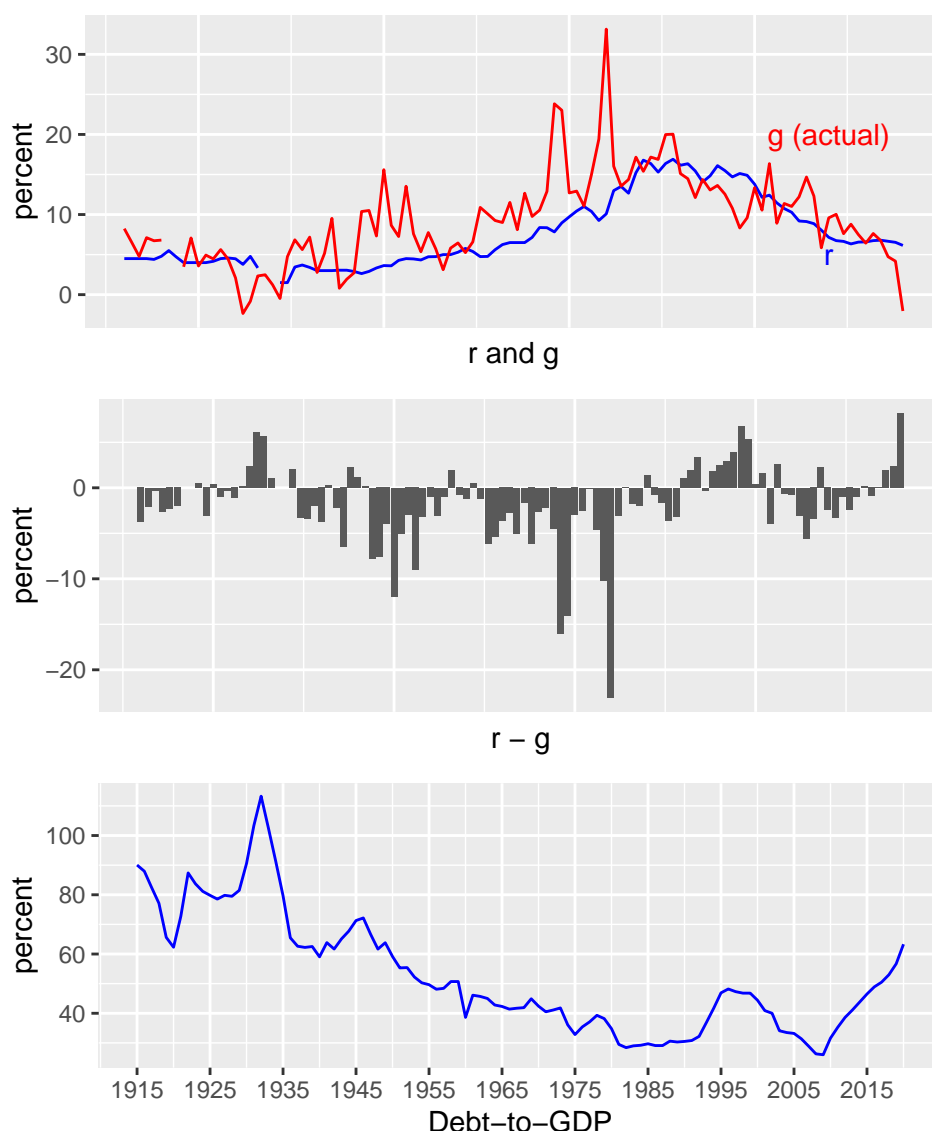 30
20
10
0
percent
g (actual)
r
r and g
0
−10
−20
percent
r − g
100
80
60
40
percent
1915 1925 1935 1945 1955 1965 1975 1985 1995 2005 2015
Debt−to−GDP